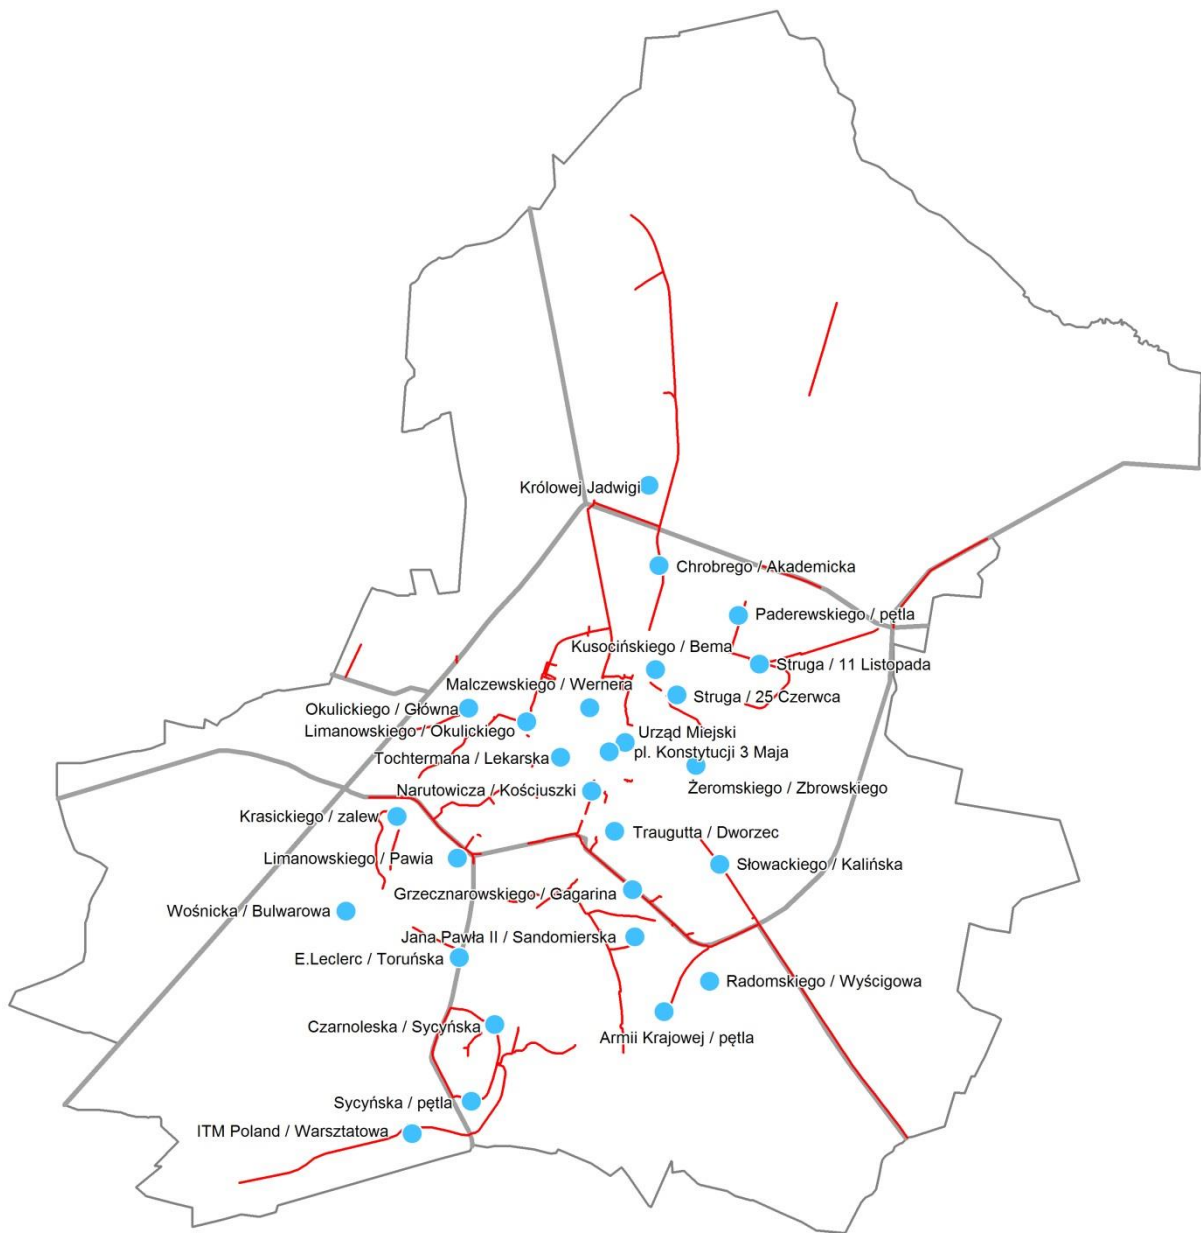 Królowej Jadwigi
Chrobrego / Akademicka
Paderewskiego / pętla
Kusocińskiego / Bema
Struga / 11 Listopada
Malczewskiego / Wernera
Struga / 25 Czerwca
Okulickiego / Główna
Limanowskiego / Okulickiego
Urząd Miejski
pl. Konstytucji 3 Maja
Tochtermana / Lekarska
Żeromskiego / Zbrowskiego
Narutowicza / Kościuszki
Krasickiego / zalew
Traugutta / Dworzec
Limanowskiego / Pawia
Słowackiego / Kalińska
Grzecznarowskiego / Gagarina
Wośnicka / Bulwarowa
Jana Pawła II / Sandomierska
E.Leclerc / Toruńska
Radomskiego / Wyścigowa
Czarnoleska / Sycyńska
Armii Krajowej / pętla
Sycyńska / pętla
ITM Poland / Warsztatowa